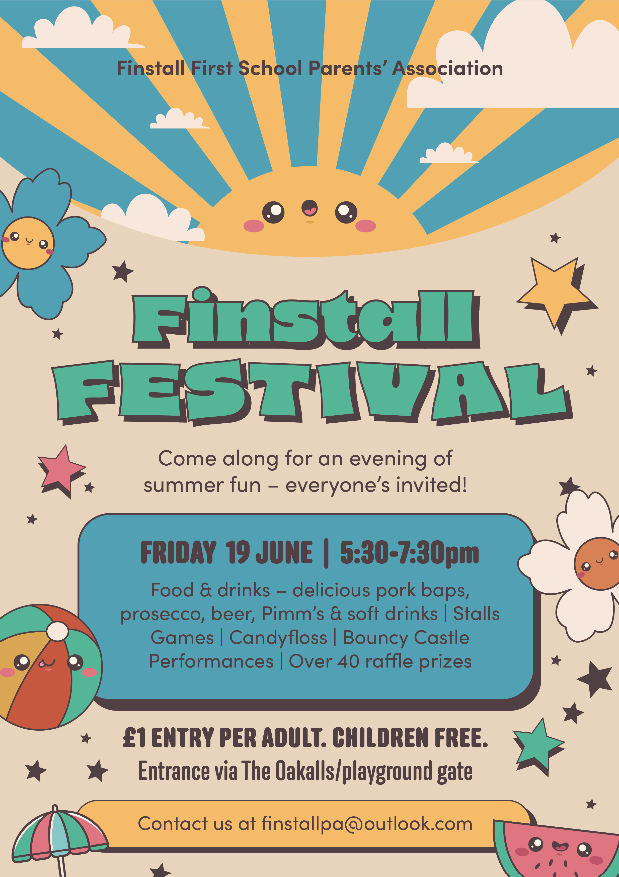 Finstall First School Parents’ Association
Finstall
FESTIVAL
Come along for an evening of
summer fun – everyone’s invited!
FRIDAY 19 JUNE | 5:30-7:30pm
Food & drinks – delicious pork baps,
prosecco, beer, Pimm’s & soft drinks | Stalls
Games | Candyfloss | Bouncy Castle
Performances | Over 40 raffle prizes
£1 ENTRY PER ADULT. CHILDREN FREE.
Entrance via The Oakalls/playground gate
Contact us at finstallpa@outlook.com